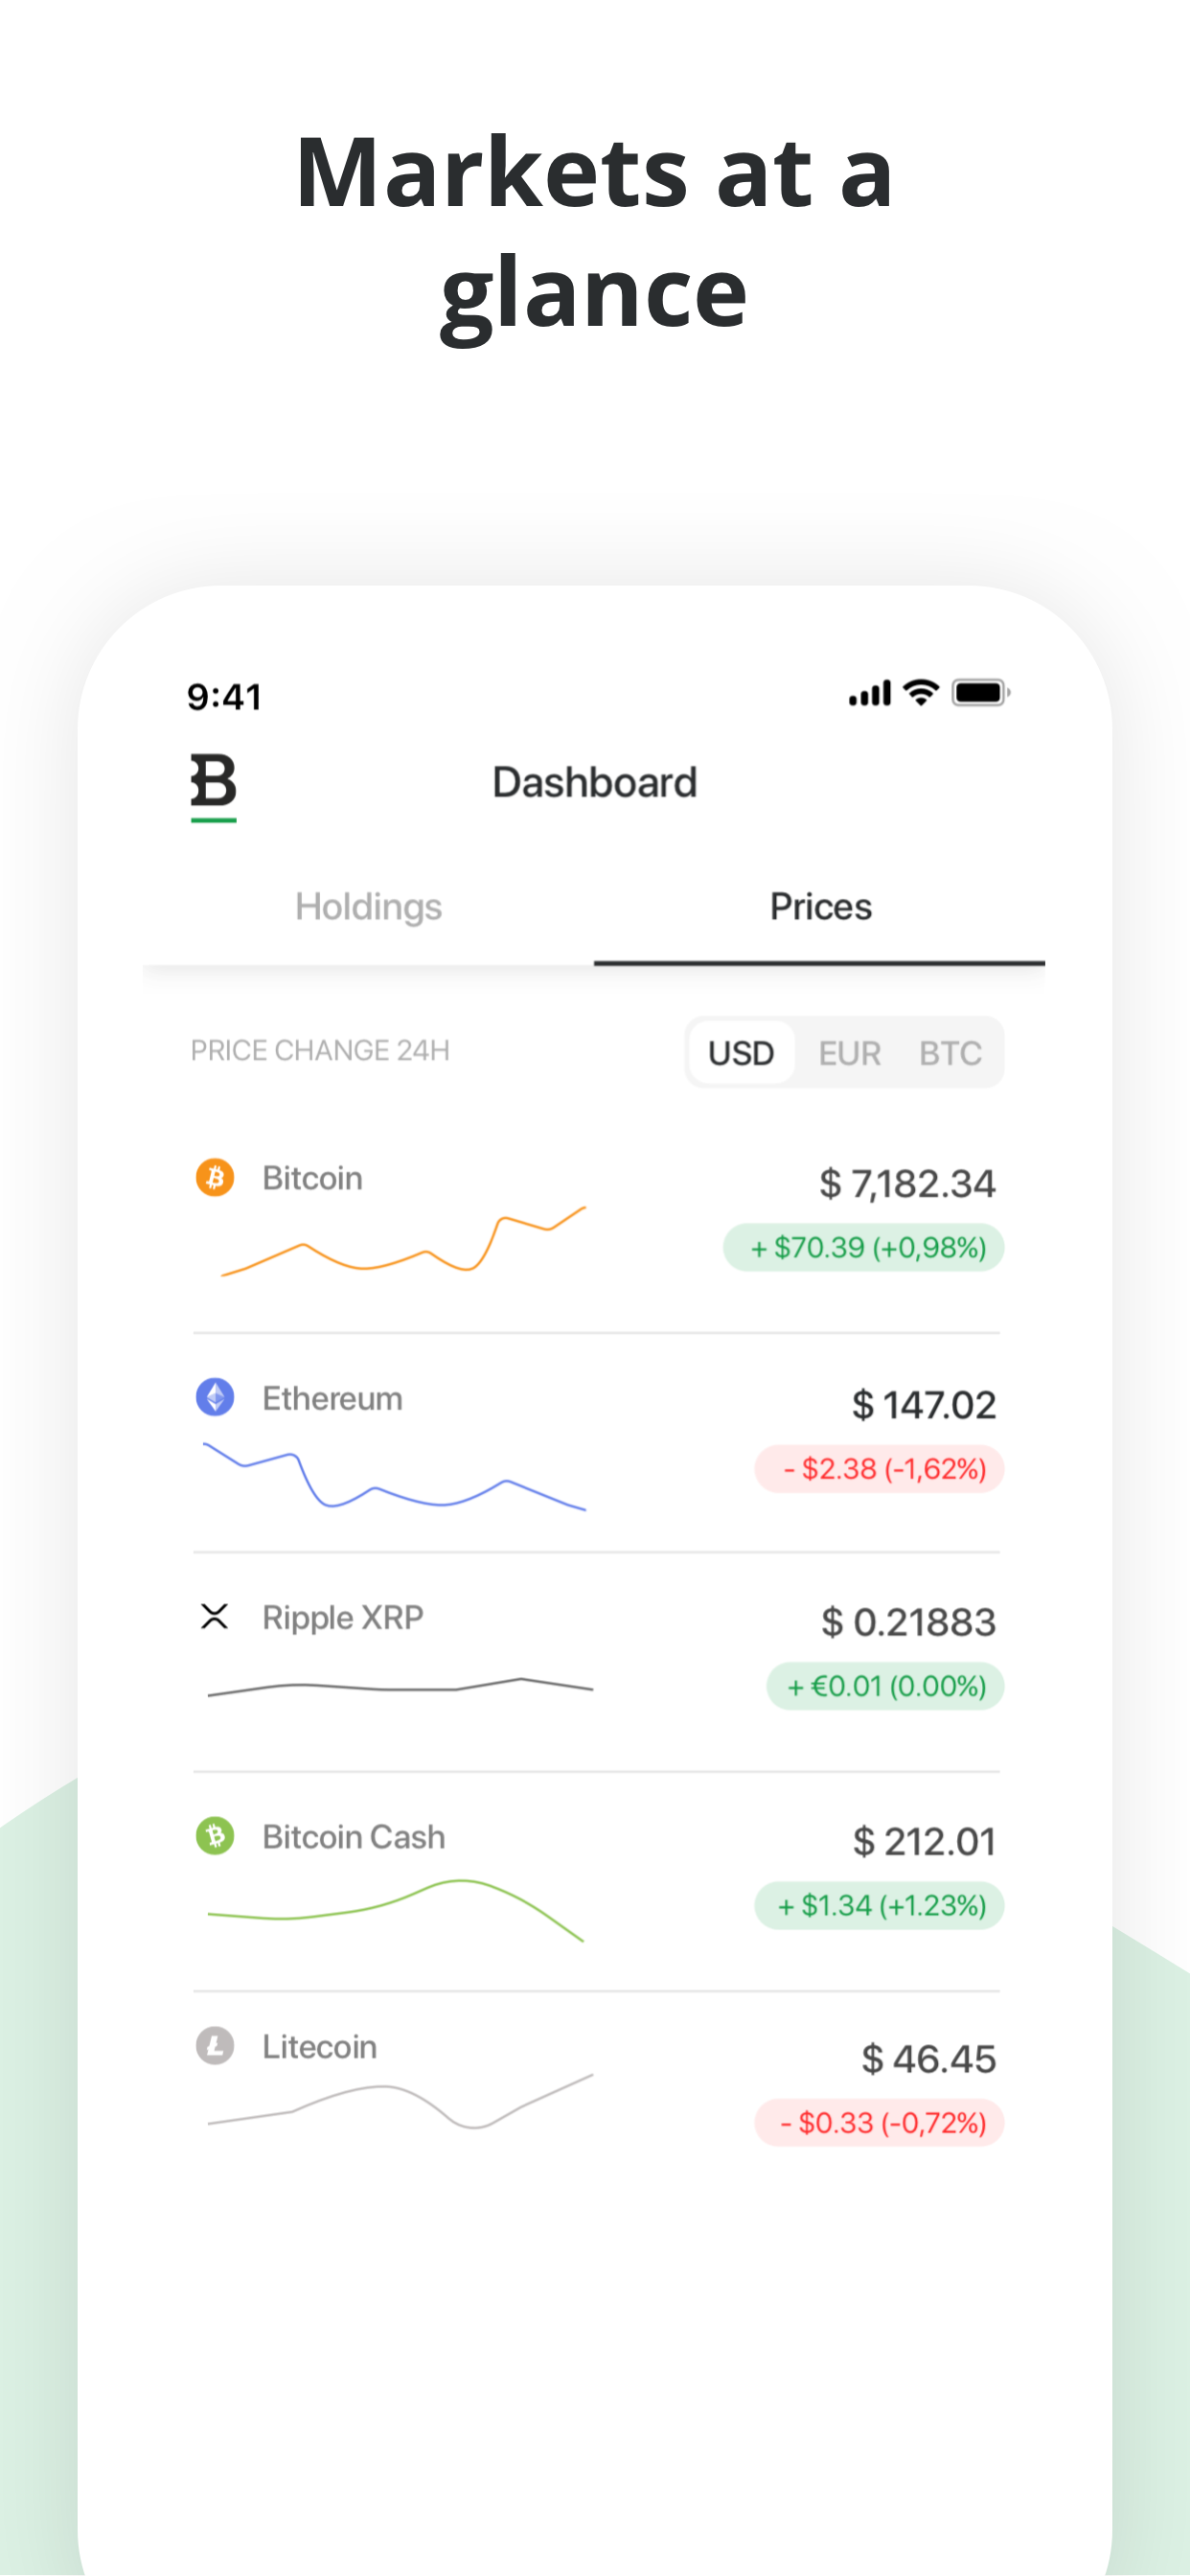 Markets at a
glance
9:41
B
Dashboard
Holdings
Prices
PRICE CHANGE 24H
USD EUR BTC
Bitcoin
$ 7,182.34
+ $70.39 (+0,98%)
Ethereum
$ 147.02
- $2.38 (-1,62%)
Ripple XRP
$ 0.21883
+ €0.01 (0.00%)
Bitcoin Cash
$ 212.01
+ $1.34 (+1.23%)
Litecoin
$ 46.45
- $0.33 (-0,72%)